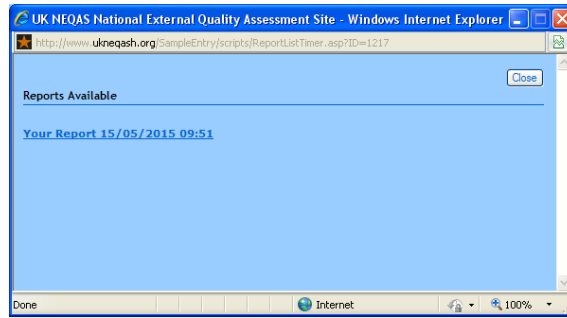 UK NEQAS National External Quality Assessment Site - Windows Internet Explorer
http://www.ukneqash.org/SampleEntry/scripts/ReportListTimer.asp?ID=1217
Close
Reports Available
Your Report 15/05/2015 09:51
Done Internet 100%